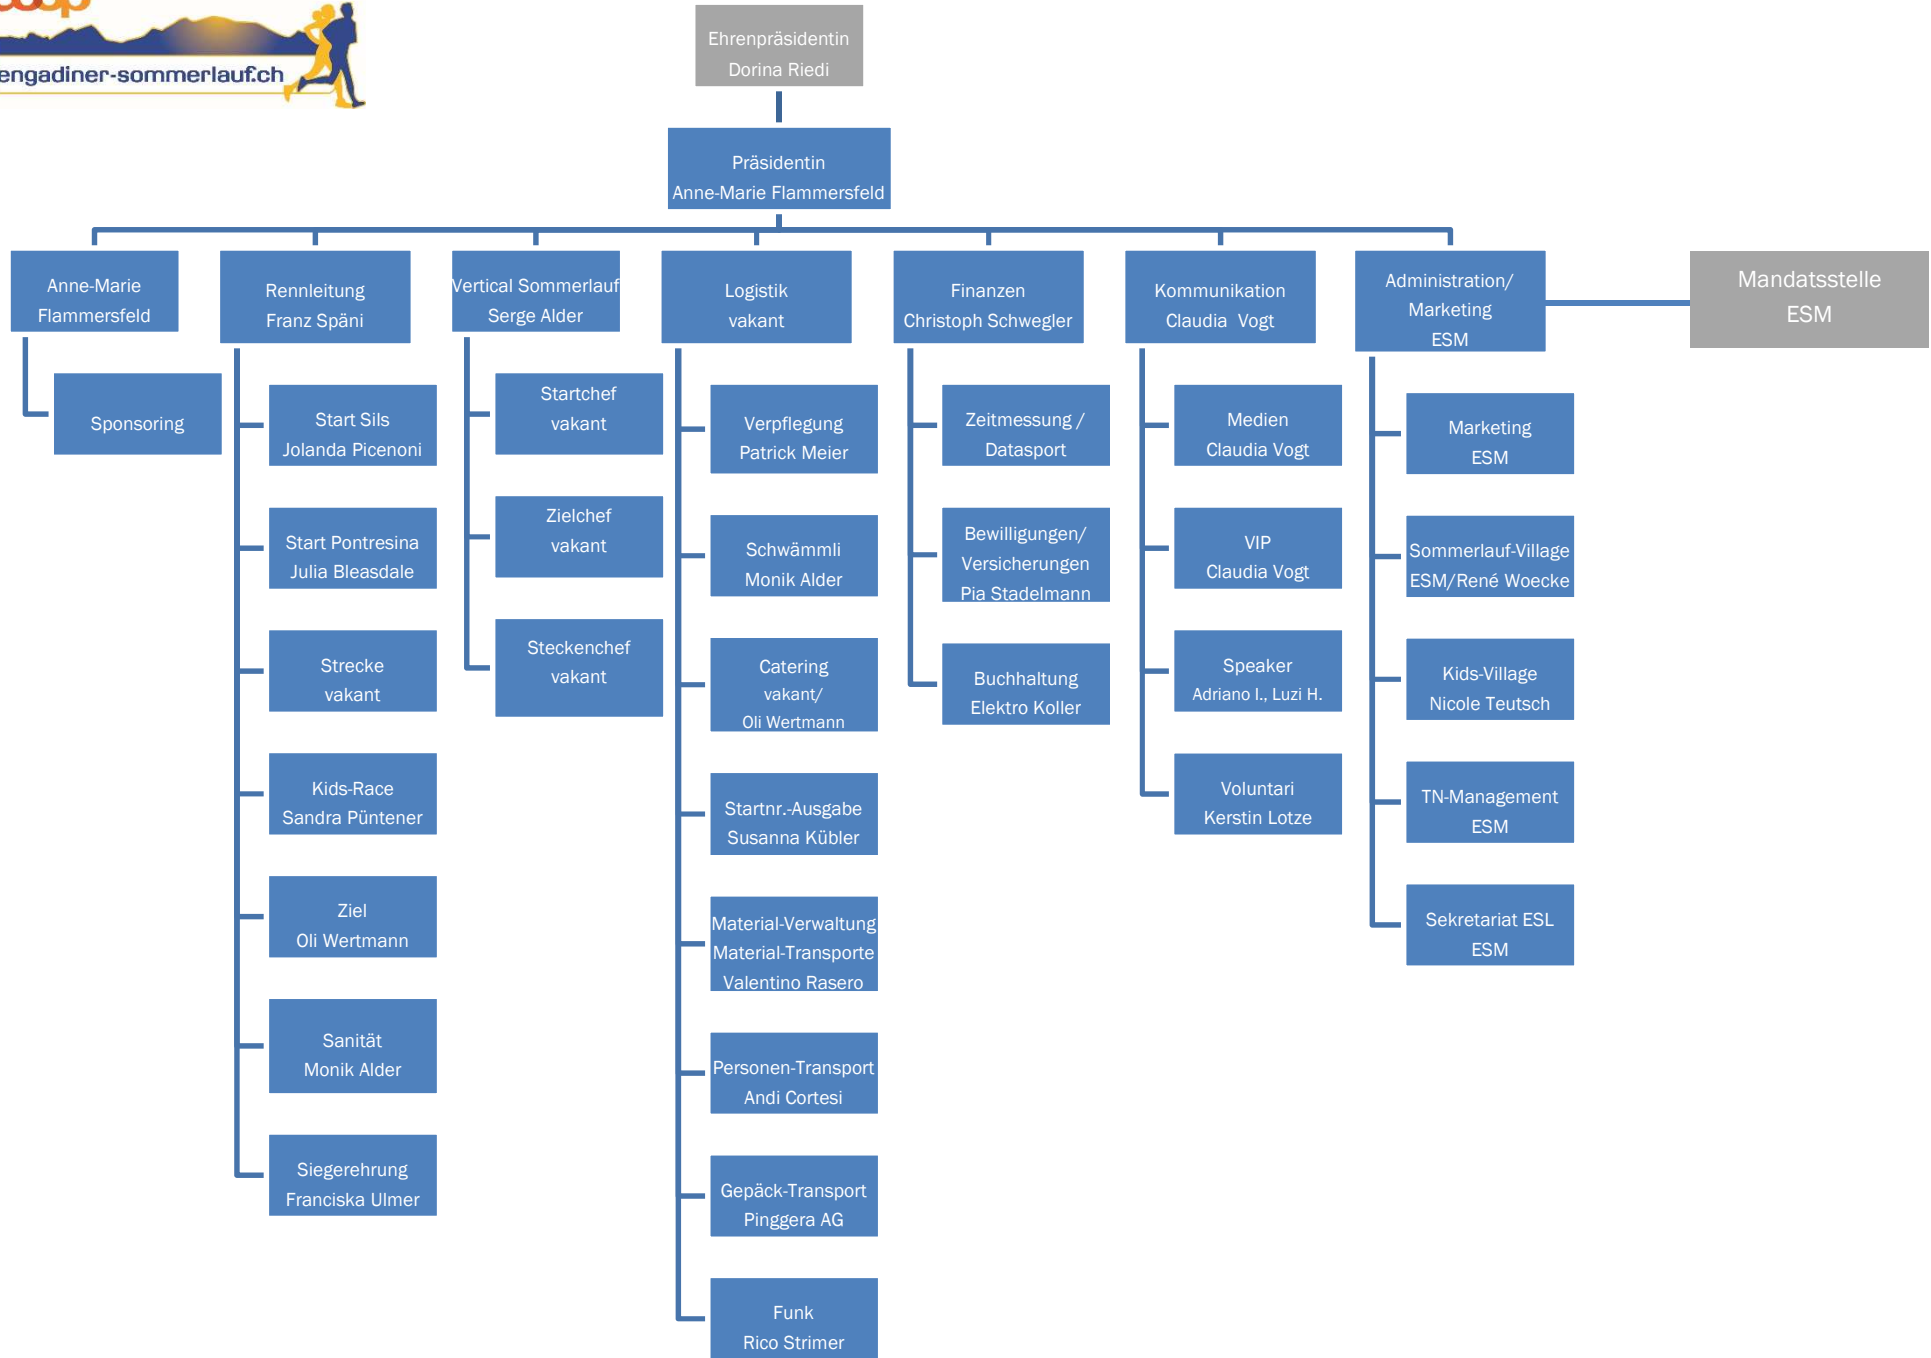 coop
engadiner-sommerlauf.ch
Ehrenpräsidentin
Dorina Riedi
Präsidentin
Anne-Marie Flammersfeld
Anne-Marie
Flammersfeld
Sponsoring
Rennleitung
Franz Späni
Start Sils
Jolanda Picenoni
Start Pontresina
Julia Bleasdale
Strecke
vakant
Kids-Race
Sandra Püntener
Ziel
Oli Wertmann
Sanität
Monik Alder
Siegerehrung
Franciska Ulmer
Vertical Sommerlauf
Serge Alder
Startchef
vakant
Zielchef
vakant
Steckenchef
vakant
Logistik
vakant
Verpflegung
Patrick Meier
Schwämmli
Monik Alder
Catering
vakant/
Oli Wertmann
Startnr.-Ausgabe
Susanna Kübler
Material-Verwaltung
Material-Transporte
Valentino Rasero
Personen-Transport
Andi Cortesi
Gepäck-Transport
Pinggera AG
Funk
Rico Strimer
Finanzen
Christoph Schwegler
Zeitmessung /
Datasport
Bewilligungen/
Versicherungen
Pia Stadelmann
Buchhaltung
Elektro Koller
Kommunikation
Claudia Vogt
Medien
Claudia Vogt
VIP
Claudia Vogt
Speaker
Adriano I., Luzi H.
Voluntari
Kerstin Lotze
Administration/
Marketing
ESM
Marketing
ESM
Sommerlauf-Village
ESM/René Woecke
Kids-Village
Nicole Teutsch
TN-Management
ESM
Sekretariat ESL
ESM
Mandatsstelle
ESM